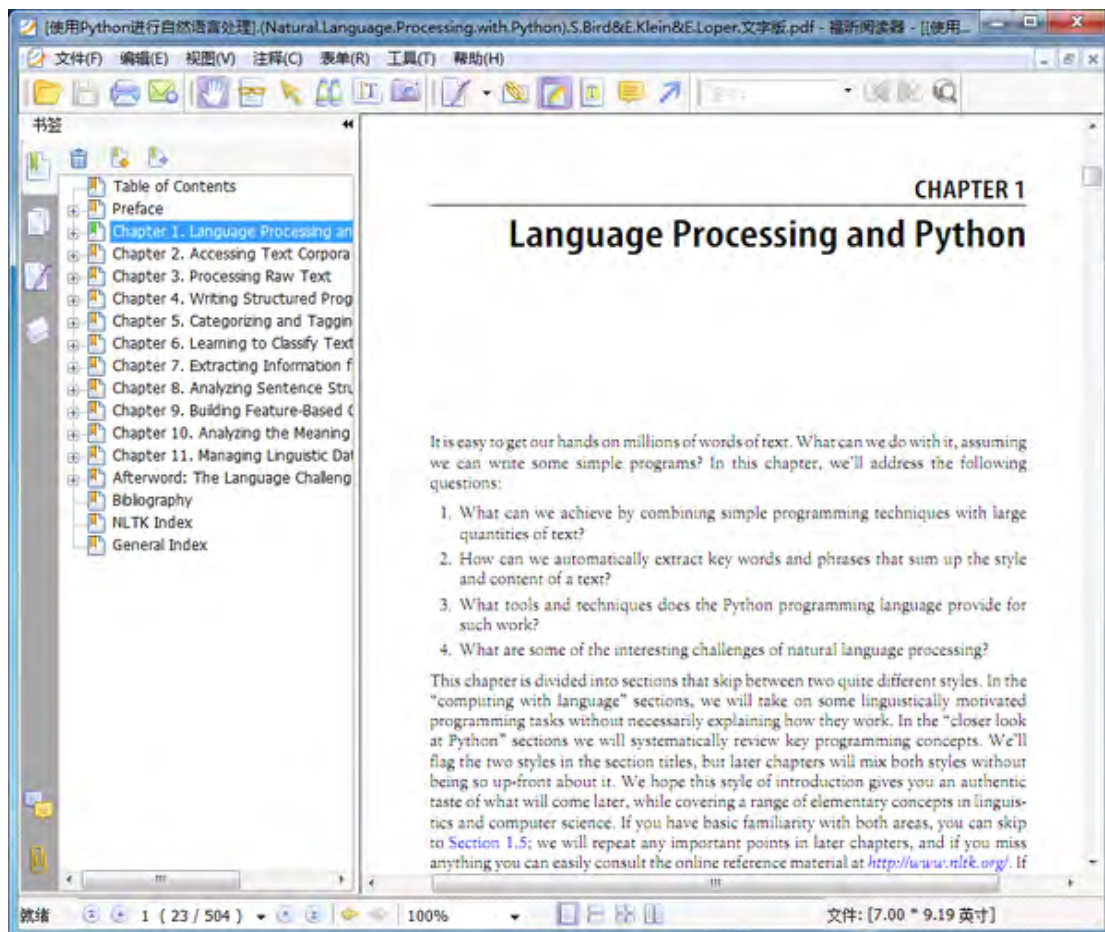 [使用Python进行自然语言处理].(Natural.Language.Processing.with.Python).S.Bird&E.Klein&E.Loper.文字版.pdf - 福昕阅读器 - [[使用...
文件(F) 编辑(E) 视图(V) 注释(C) 表单(R) 工具(T) 帮助(H)
书签
Table of Contents
Preface
Chapter 1. Language Processing an
Chapter 2. Accessing Text Corpora
Chapter 3. Processing Raw Text
Chapter 4. Writing Structured Prog
Chapter 5. Categorizing and Taggin
Chapter 6. Learning to Classify Text
Chapter 7. Extracting Information f
Chapter 8. Analyzing Sentence Stru
Chapter 9. Building Feature-Based G
Chapter 10. Analyzing the Meaning
Chapter 11. Managing Linguistic Dat
Afterword: The Language Challeng
Bibliography
NLTK Index
General Index
CHAPTER 1
Language Processing and Python
It is easy to get our hands on millions of words of text. What can we do with it, assuming
we can write some simple programs? In this chapter, we'll address the following
questions:
1. What can we achieve by combining simple programming techniques with large
quantities of text?
2. How can we automatically extract key words and phrases that sum up the style
and content of a text?
3. What tools and techniques does the Python programming language provide for
such work?
4. What are some of the interesting challenges of natural language processing?
This chapter is divided into sections that skip between two quite different styles. In the
“computing with language” sections, we will take on some linguistically motivated
programming tasks without necessarily explaining how they work. In the “closer look
at Python” sections we will systematically review key programming concepts. We'll
flag the two styles in the section titles, but later chapters will mix both styles without
being so up-front about it. We hope this style of introduction gives you an authentic
taste of what will come later, while covering a range of elementary concepts in linguis-
tics and computer science. If you have basic familiarity with both areas, you can skip
to Section 1.5; we will repeat any important points in later chapters, and if you miss
anything you can easily consult the online reference material at http://www.nltk.org/. If
就绪 1 ( 23 / 504 ) 100% 文件: [7.00 * 9.19 英寸]